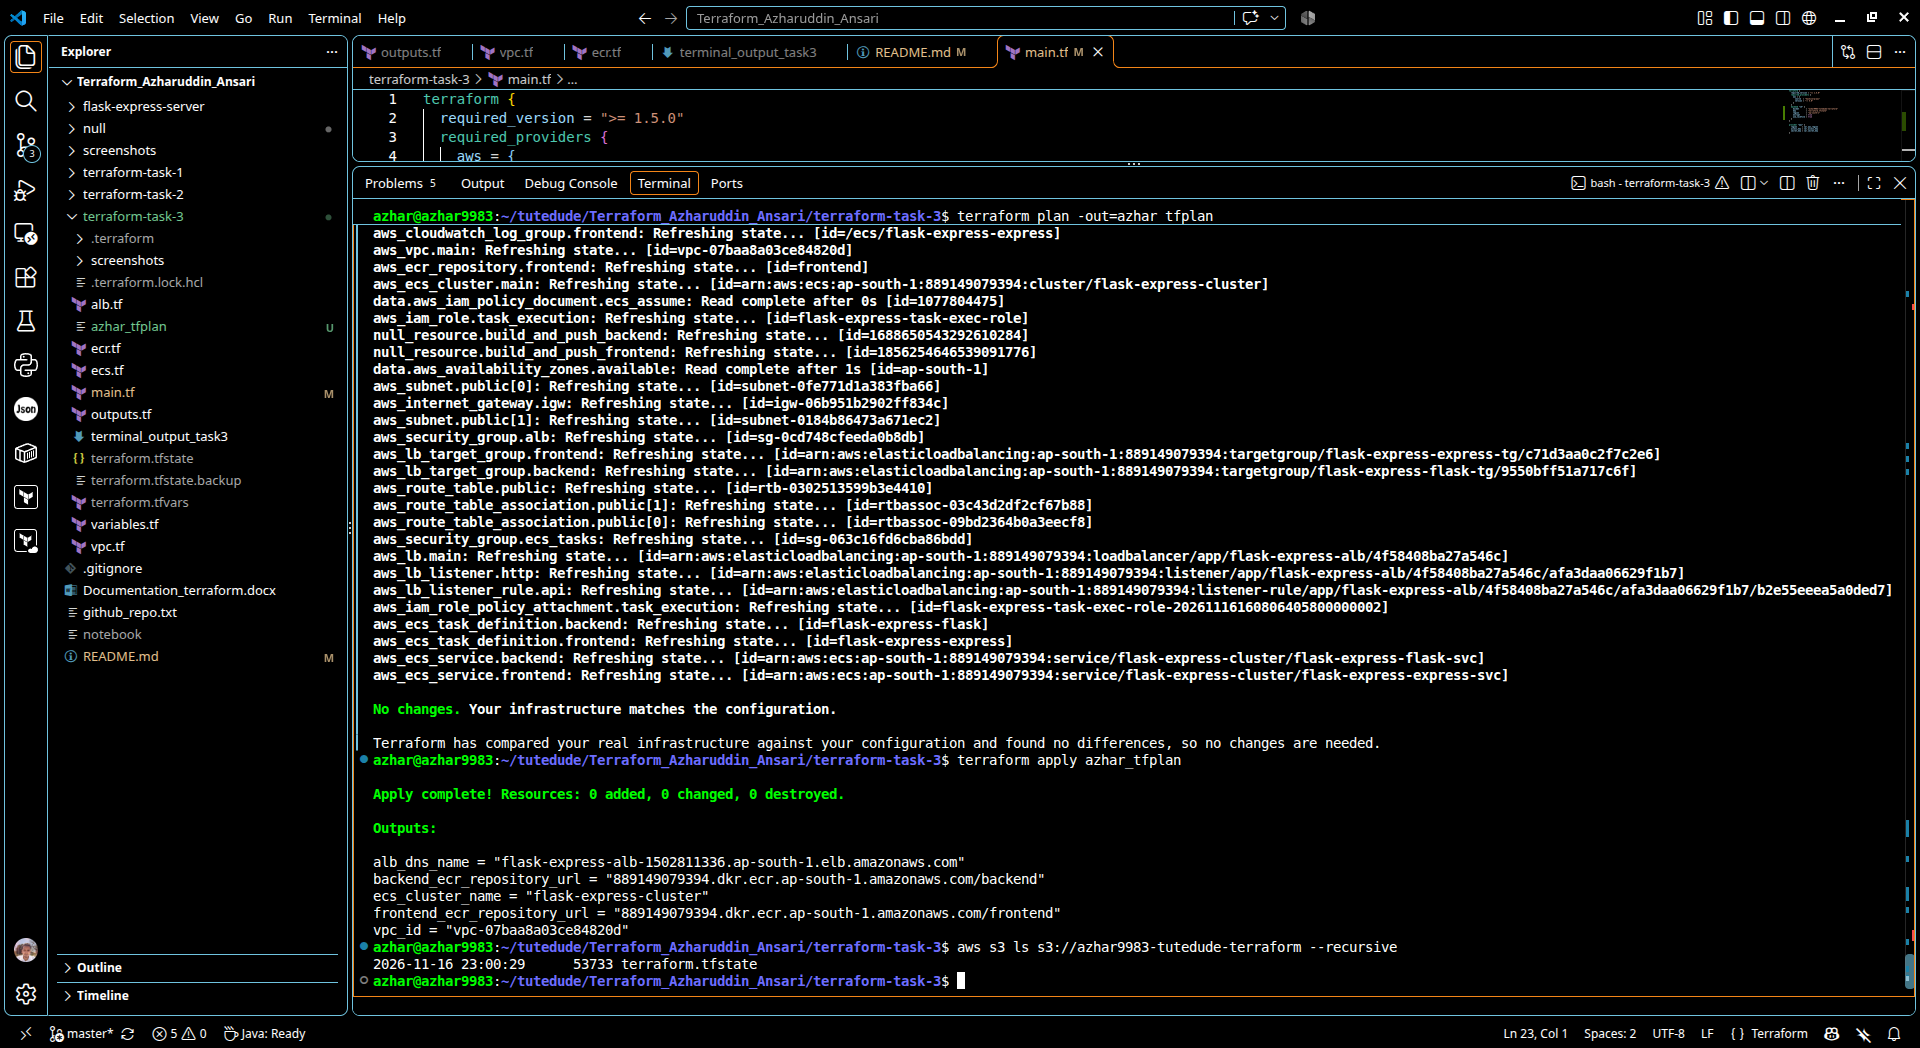 File Edit Selection View Go Run Terminal Help
Terraform_Azharuddin_Ansari
Explorer
Terraform_Azharuddin_Ansari
flask-express-server
null
screenshots
terraform-task-1
terraform-task-2
terraform-task-3
.terraform
screenshots
.terraform.lock.hcl
alb.tf
azhar_tfplan U
ecr.tf
ecs.tf
main.tf M
outputs.tf
terminal_output_task3
terraform.tfstate
terraform.tfstate.backup
terraform.tfvars
variables.tf
vpc.tf
.gitignore
Documentation_terraform.docx
github_repo.txt
notebook
README.md M
Outline
Timeline
3
Json
outputs.tf vpc.tf ecr.tf terminal_output_task3 README.md M main.tf M
terraform-task-3 > main.tf > ...
1 terraform {
2 required_version = ">= 1.5.0"
3 required_providers {
4 aws = {
Problems 5 Output Debug Console Terminal Ports
bash - terraform-task-3
azhar@azhar9983:~/tutedude/Terraform_Azharuddin_Ansari/terraform-task-3$ terraform plan -out=azhar_tfplan
aws_cloudwatch_log_group.frontend: Refreshing state... [id=/ecs/flask-express-express]
aws_vpc.main: Refreshing state... [id=vpc-07baa8a03ce84820d]
aws_ecr_repository.frontend: Refreshing state... [id=frontend]
aws_ecs_cluster.main: Refreshing state... [id=arn:aws:ecs:ap-south-1:889149079394:cluster/flask-express-cluster]
data.aws_iam_policy_document.ecs_assume: Read complete after 0s [id=1077804475]
aws_iam_role.task_execution: Refreshing state... [id=flask-express-task-exec-role]
null_resource.build_and_push_backend: Refreshing state... [id=1688650543292610284]
null_resource.build_and_push_frontend: Refreshing state... [id=1856254646539091776]
data.aws_availability_zones.available: Read complete after 1s [id=ap-south-1]
aws_subnet.public[0]: Refreshing state... [id=subnet-0fe771d1a383fba66]
aws_internet_gateway.igw: Refreshing state... [id=igw-06b951b2902ff834c]
aws_subnet.public[1]: Refreshing state... [id=subnet-0184b86473a671ec2]
aws_security_group.alb: Refreshing state... [id=sg-0cd748cfeeda0b8db]
aws_lb_target_group.frontend: Refreshing state... [id=arn:aws:elasticloadbalancing:ap-south-1:889149079394:targetgroup/flask-express-express-tg/c71d3aa0c2f7c2e6]
aws_lb_target_group.backend: Refreshing state... [id=arn:aws:elasticloadbalancing:ap-south-1:889149079394:targetgroup/flask-express-flask-tg/9550bff51a717c6f]
aws_route_table.public: Refreshing state... [id=rtb-0302513599b3e4410]
aws_route_table_association.public[1]: Refreshing state... [id=rtbassoc-03c43d2df2cf67b88]
aws_route_table_association.public[0]: Refreshing state... [id=rtbassoc-09bd2364b0a3eecf8]
aws_security_group.ecs_tasks: Refreshing state... [id=sg-063c16fd6cba86bdd]
aws_lb.main: Refreshing state... [id=arn:aws:elasticloadbalancing:ap-south-1:889149079394:loadbalancer/app/flask-express-alb/4f58408ba27a546c]
aws_lb_listener.http: Refreshing state... [id=arn:aws:elasticloadbalancing:ap-south-1:889149079394:listener/app/flask-express-alb/4f58408ba27a546c/afa3daa06629f1b7]
aws_lb_listener_rule.api: Refreshing state... [id=arn:aws:elasticloadbalancing:ap-south-1:889149079394:listener-rule/app/flask-express-alb/4f58408ba27a546c/afa3daa06629f1b7/b2e55eeea5a0ded7]
aws_iam_role_policy_attachment.task_execution: Refreshing state... [id=flask-express-task-exec-role-20261116160806405800000002]
aws_ecs_task_definition.backend: Refreshing state... [id=flask-express-flask]
aws_ecs_task_definition.frontend: Refreshing state... [id=flask-express-express]
aws_ecs_service.backend: Refreshing state... [id=arn:aws:ecs:ap-south-1:889149079394:service/flask-express-cluster/flask-express-flask-svc]
aws_ecs_service.frontend: Refreshing state... [id=arn:aws:ecs:ap-south-1:889149079394:service/flask-express-cluster/flask-express-express-svc]
No changes. Your infrastructure matches the configuration.
Terraform has compared your real infrastructure against your configuration and found no differences, so no changes are needed.
azhar@azhar9983:~/tutedude/Terraform_Azharuddin_Ansari/terraform-task-3$ terraform apply azhar_tfplan
Apply complete! Resources: 0 added, 0 changed, 0 destroyed.
Outputs:
alb_dns_name = "flask-express-alb-1502811336.ap-south-1.elb.amazonaws.com"
backend_ecr_repository_url = "889149079394.dkr.ecr.ap-south-1.amazonaws.com/backend"
ecs_cluster_name = "flask-express-cluster"
frontend_ecr_repository_url = "889149079394.dkr.ecr.ap-south-1.amazonaws.com/frontend"
vpc_id = "vpc-07baa8a03ce84820d"
azhar@azhar9983:~/tutedude/Terraform_Azharuddin_Ansari/terraform-task-3$ aws s3 ls s3://azhar9983-tutedude-terraform --recursive
2026-11-16 23:00:29 53733 terraform.tfstate
azhar@azhar9983:~/tutedude/Terraform_Azharuddin_Ansari/terraform-task-3$
master* 5 0 Java: Ready
Ln 23, Col 1 Spaces: 2 UTF-8 LF { } Terraform